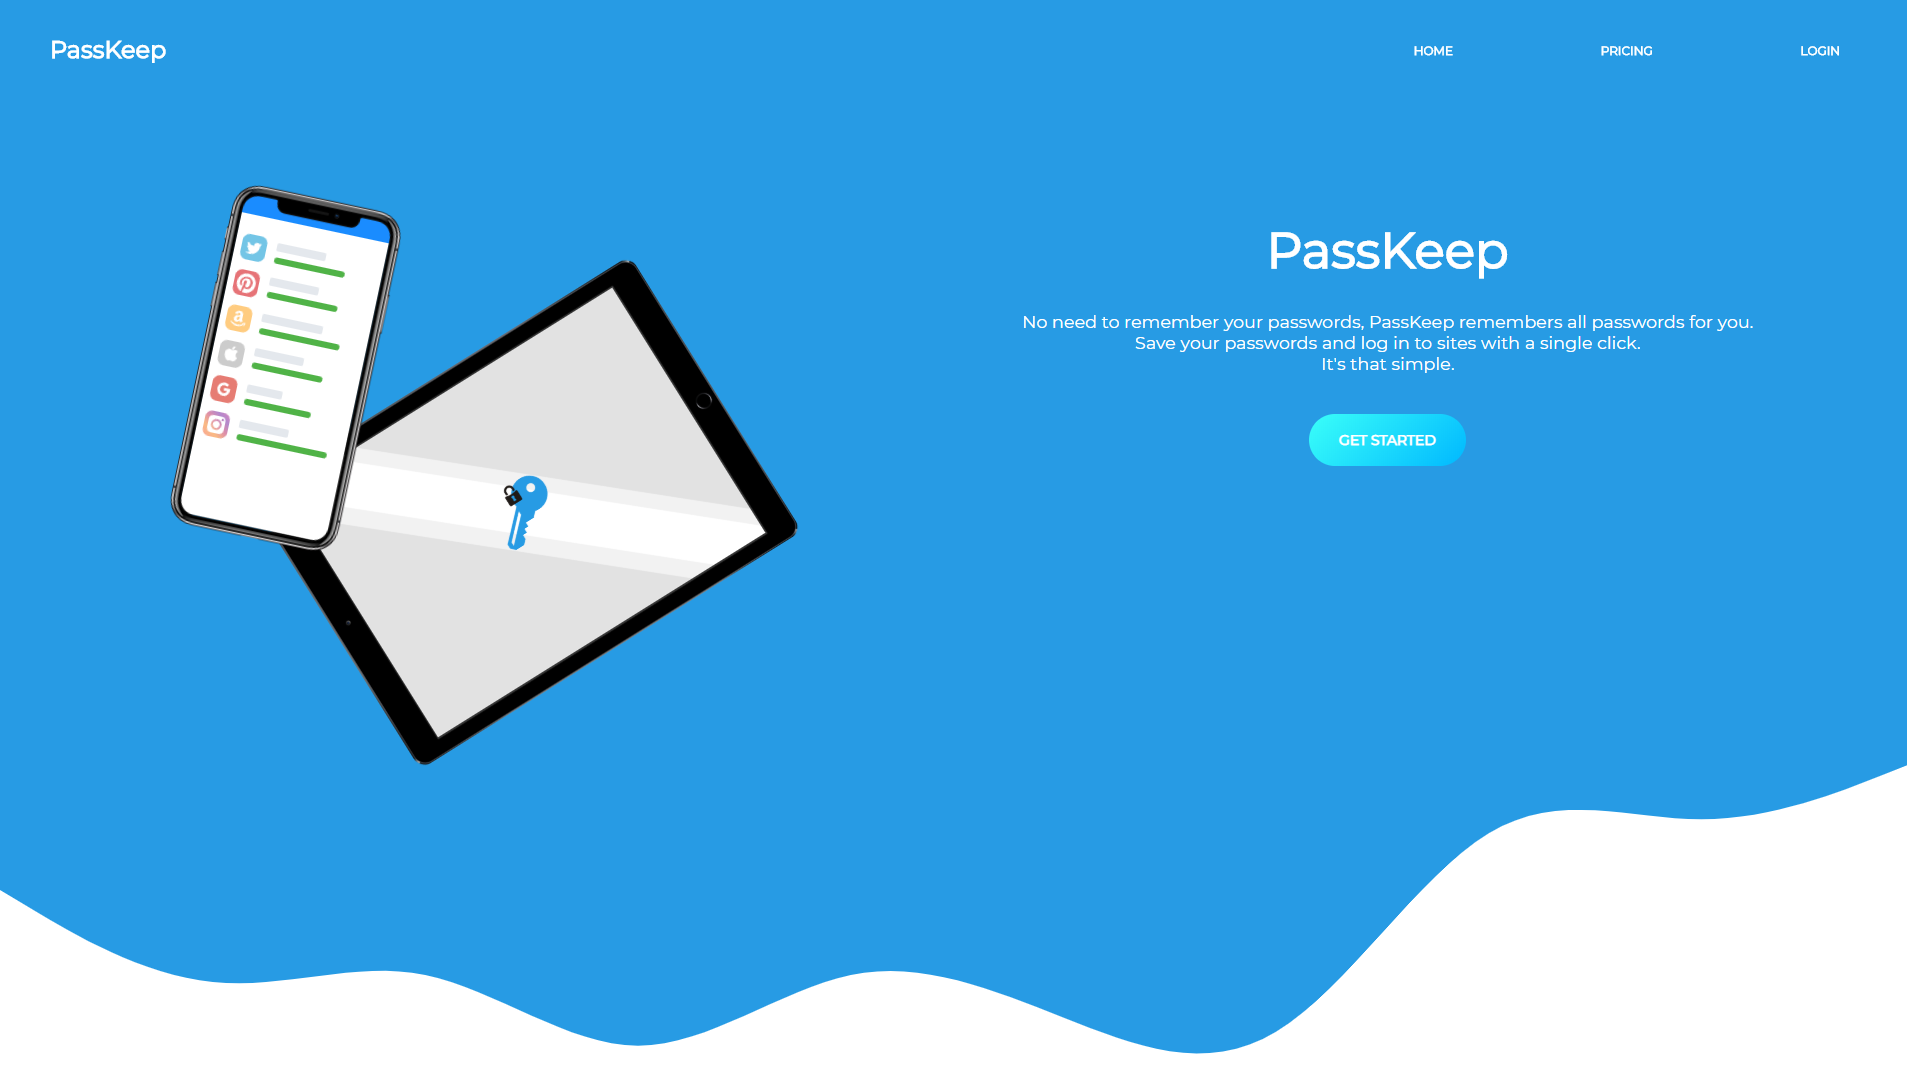 PassKeep
HOME
PRICING
LOGIN
PassKeep
No need to remember your passwords, PassKeep remembers all passwords for you.
Save your passwords and log in to sites with a single click.
It's that simple.
GET STARTED